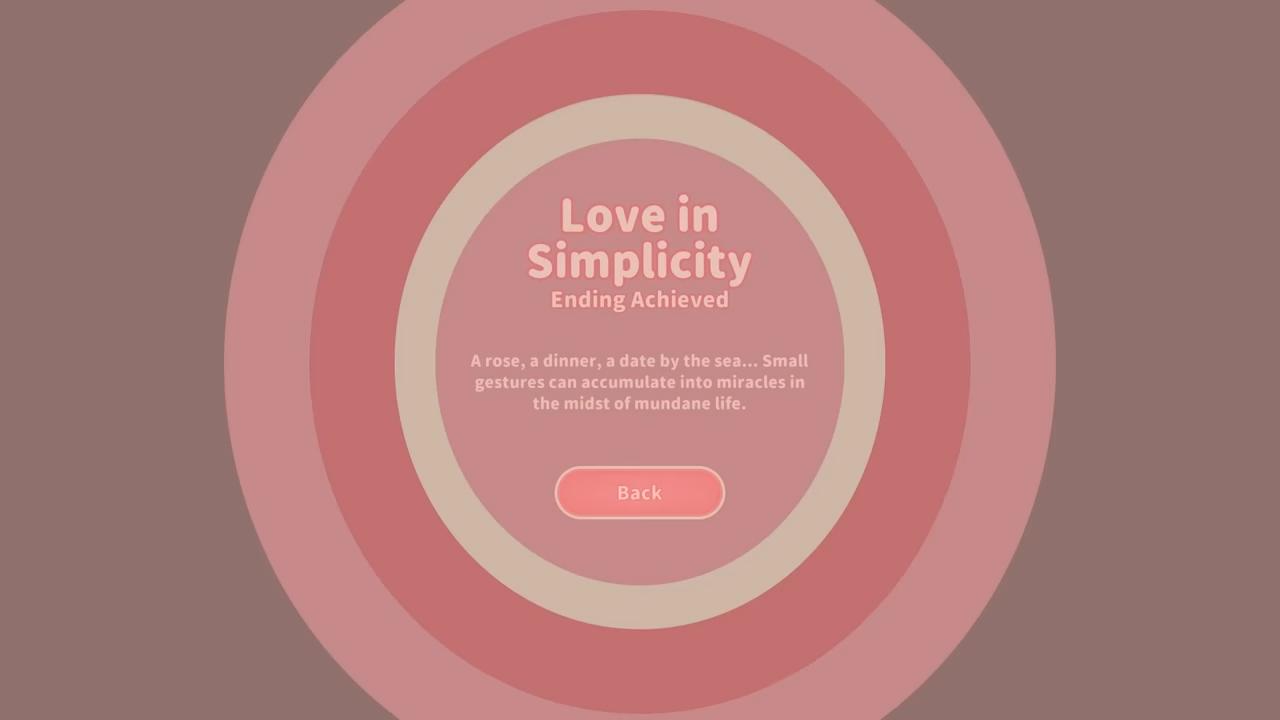 Love in
Simplicity
Ending Achieved
A rose, a dinner, a date by the sea... Small
gestures can accumulate into miracles in
the midst of mundane life.
Back